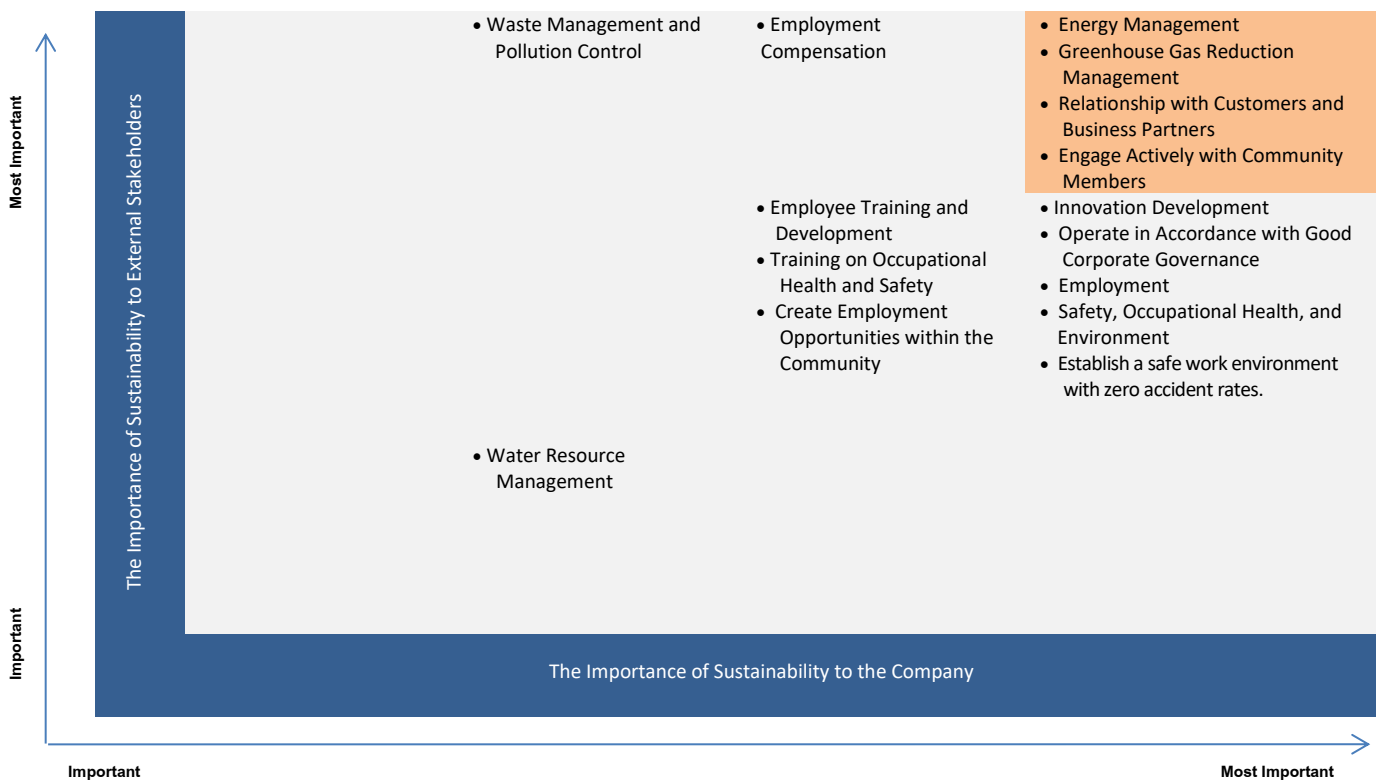 Most Important
Important
The Importance of Sustainability to External Stakeholders
• Waste Management and
Pollution Control
• Employment
Compensation
• Energy Management
• Greenhouse Gas Reduction
Management
• Relationship with Customers and
Business Partners
• Engage Actively with Community
Members
• Employee Training and
Development
• Training on Occupational
Health and Safety
• Create Employment
Opportunities within the
Community
• Innovation Development
• Operate in Accordance with Good
Corporate Governance
• Employment
• Safety, Occupational Health, and
Environment
• Establish a safe work environment
with zero accident rates.
• Water Resource
Management
The Importance of Sustainability to the Company
Important
Most Important